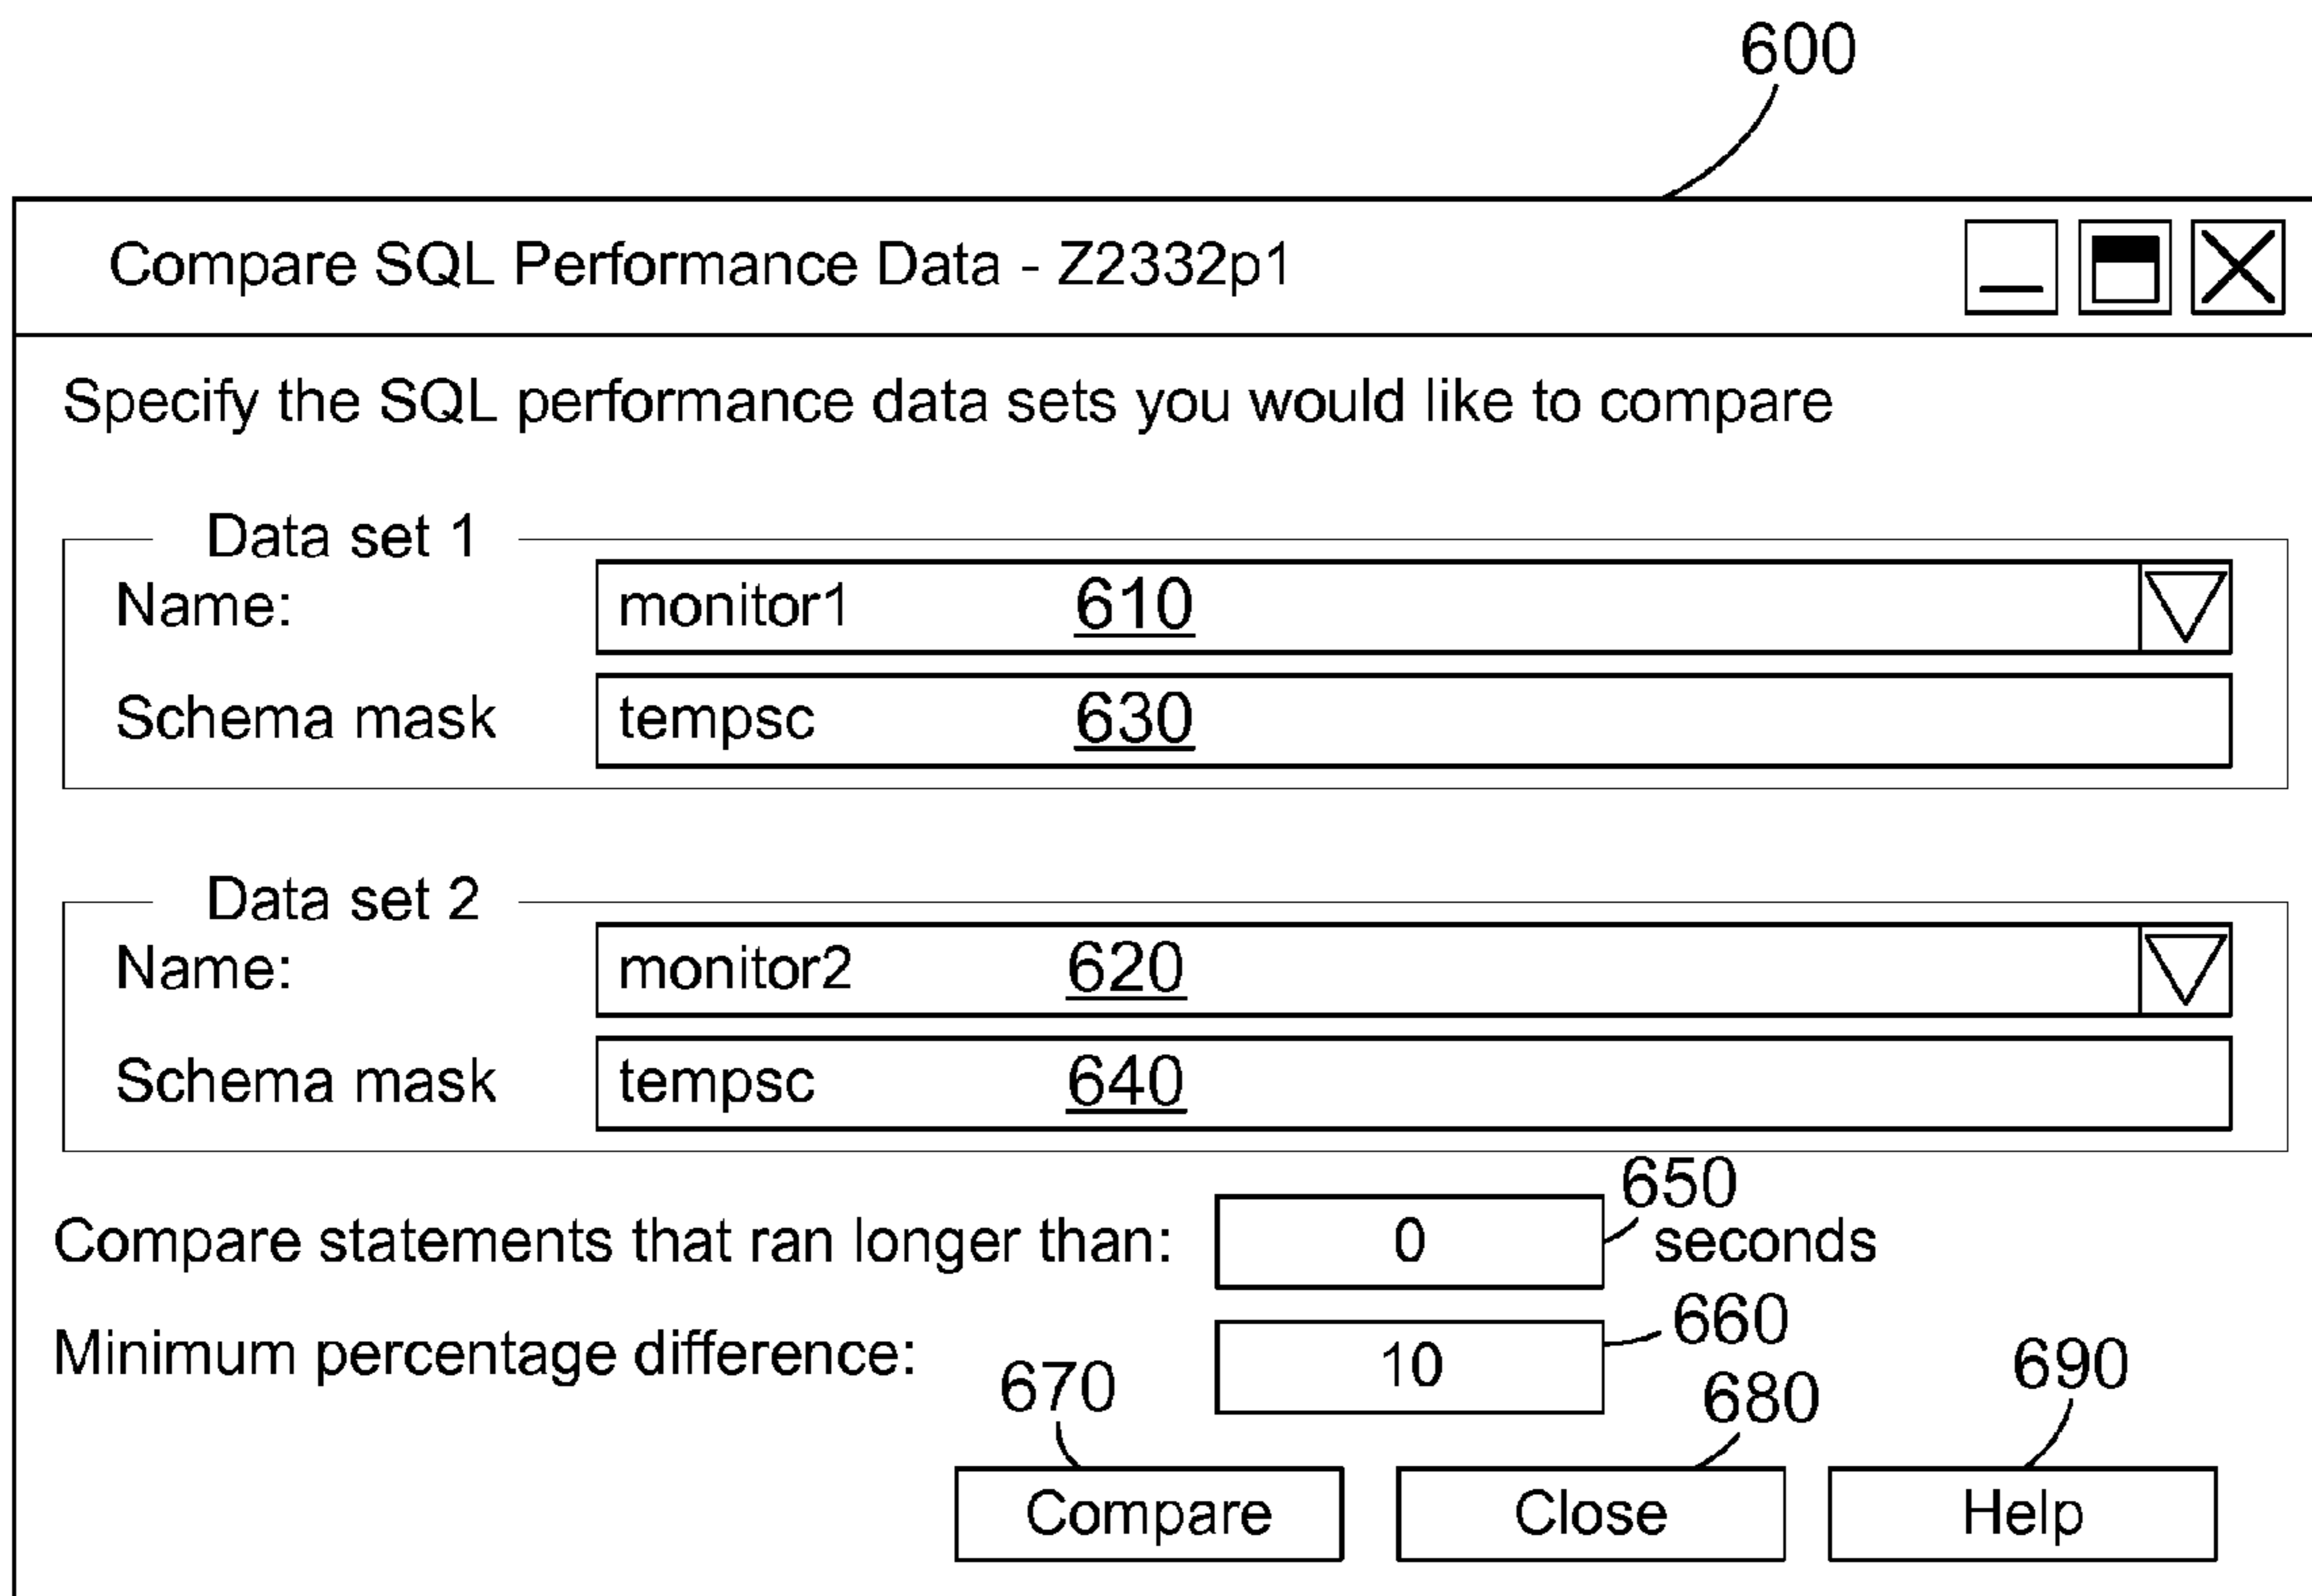 600
Compare SQL Performance Data - Z2332p1
Specify the SQL performance data sets you would like to compare
Data set 1
Name: monitor1 610
Schema mask tempsc 630
Data set 2
Name: monitor2 620
Schema mask tempsc 640
Compare statements that ran longer than: 0 650 seconds
Minimum percentage difference: 10 660
670 680 690
Compare Close Help